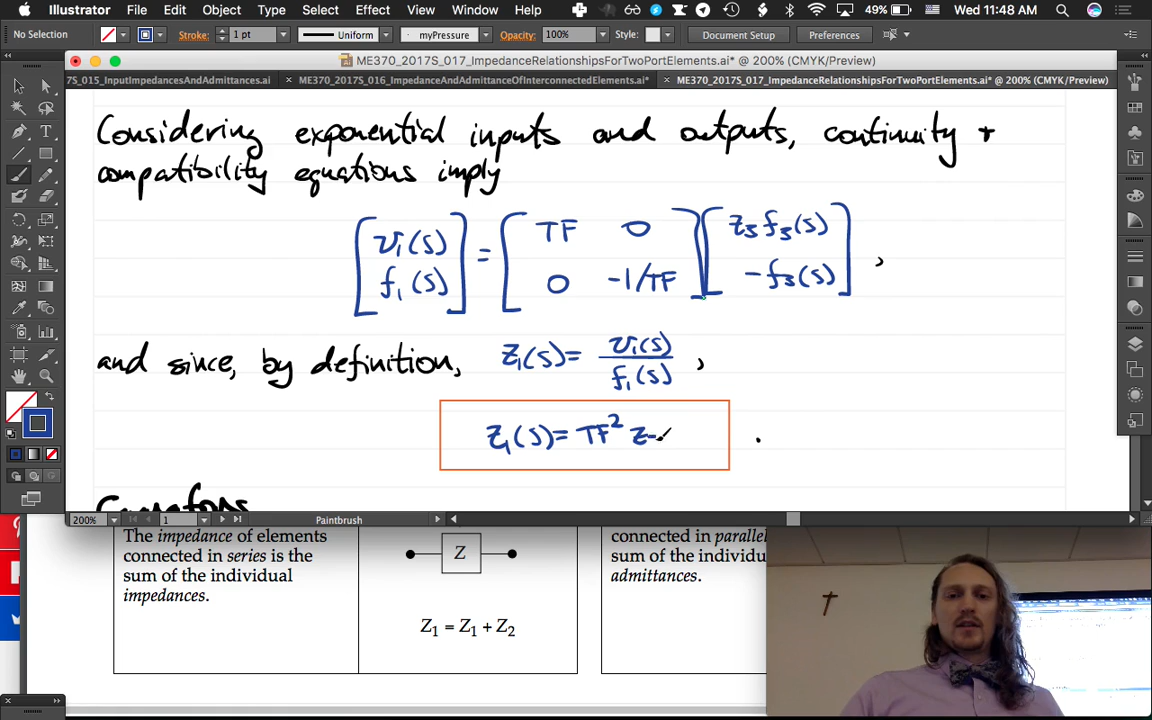 Illustrator File Edit Object Type Select Effect View Window Help 49% Wed 11:48 AM
No Selection Stroke: 1 pt Uniform myPressure Opacity: 100% Style: Document Setup Preferences
ME370_2017S_017_ImpedanceRelationshipsForTwoPortElements.ai* @ 200% (CMYK/Preview)
7S_015_InputImpedancesAndAdmittances.ai ME370_2017S_016_ImpedanceAndAdmittanceOfInterconnectedElements.ai* ME370_2017S_017_ImpedanceRelationshipsForTwoPortElements.ai* @ 200% (CMYK/Preview)
Considering exponential inputs and outputs, continuity +
compatibility equations imply
[v₁(s) f₁(s)] = [TF 0 0 -1/TF] [Z₃f₃(s) -f₃(s)] ,
and since, by definition, Z₁(s) = v₁(s)/f₁(s) ,
Z₁(s) = TF² Z .
200% 1 Paintbrush
The impedance of elements
connected in series is the
sum of the individual
impedances.
Z
Z₁ = Z₁ + Z₂
connected in parallel
sum of the individua
admittances.